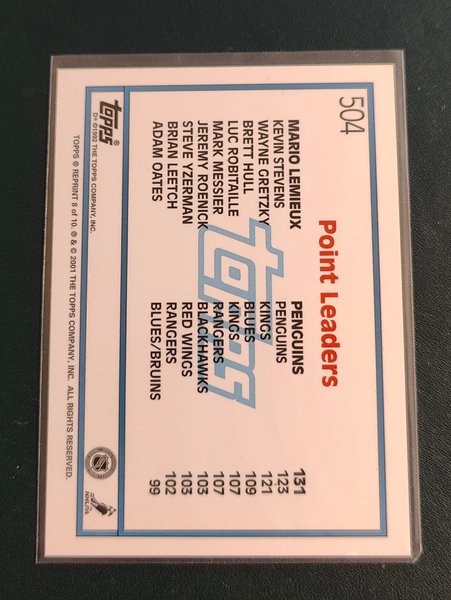 504
Point Leaders
MARIO LEMIEUX PENGUINS 131
KEVIN STEVENS PENGUINS 123
WAYNE GRETZKY KINGS 121
BRETT HULL BLUES 109
LUC ROBITAILLE KINGS 107
MARK MESSIER RANGERS 107
JEREMY ROENICK BLACKHAWKS 103
STEVE YZERMAN RED WINGS 103
BRIAN LEETCH RANGERS 102
ADAM OATES BLUES/BRUINS 99
topps
topps®
D* ©1992 THE TOPPS COMPANY, INC.
NHLPA
TOPPS ® REPRINT 8 of 10. ® & © 2001 THE TOPPS COMPANY, INC. ALL RIGHTS RESERVED.